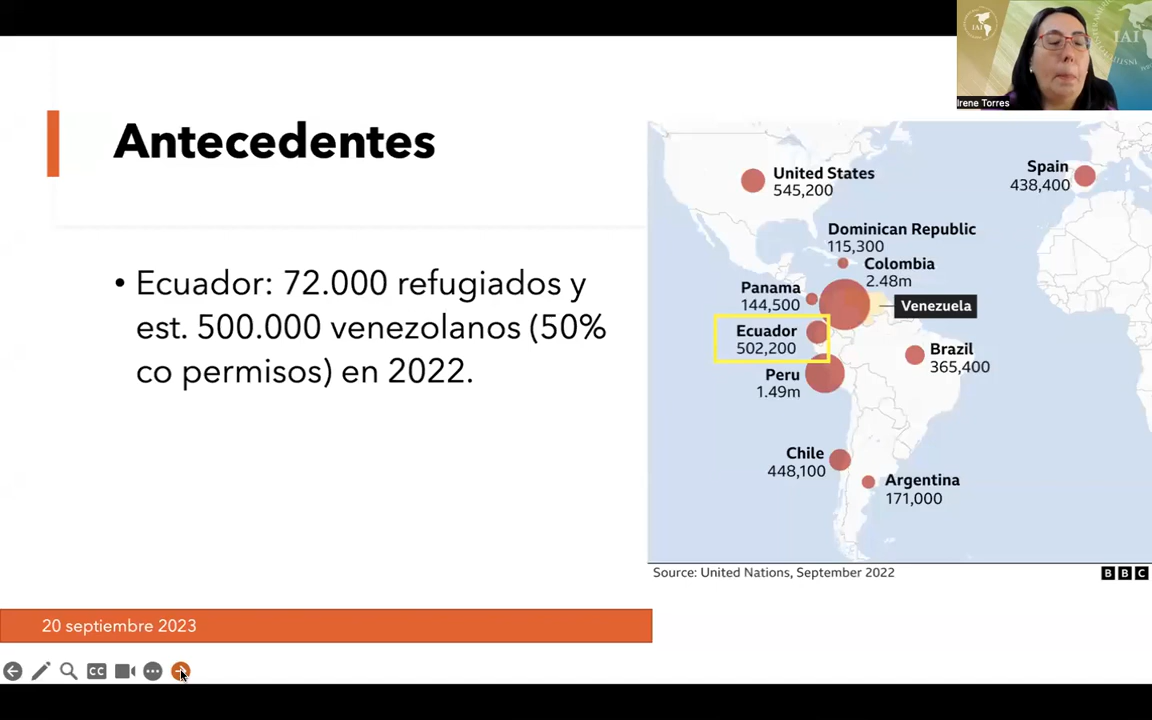 IAI
IAI
Irene Torres
Antecedentes
• Ecuador: 72.000 refugiados y
est. 500.000 venezolanos (50%
co permisos) en 2022.
United States
545,200
Spain
438,400
Dominican Republic
115,300
Colombia
2.48m
Panama
144,500
Venezuela
Ecuador
502,200
Brazil
365,400
Peru
1.49m
Chile
448,100
Argentina
171,000
Source: United Nations, September 2022
BBC
20 septiembre 2023
CC